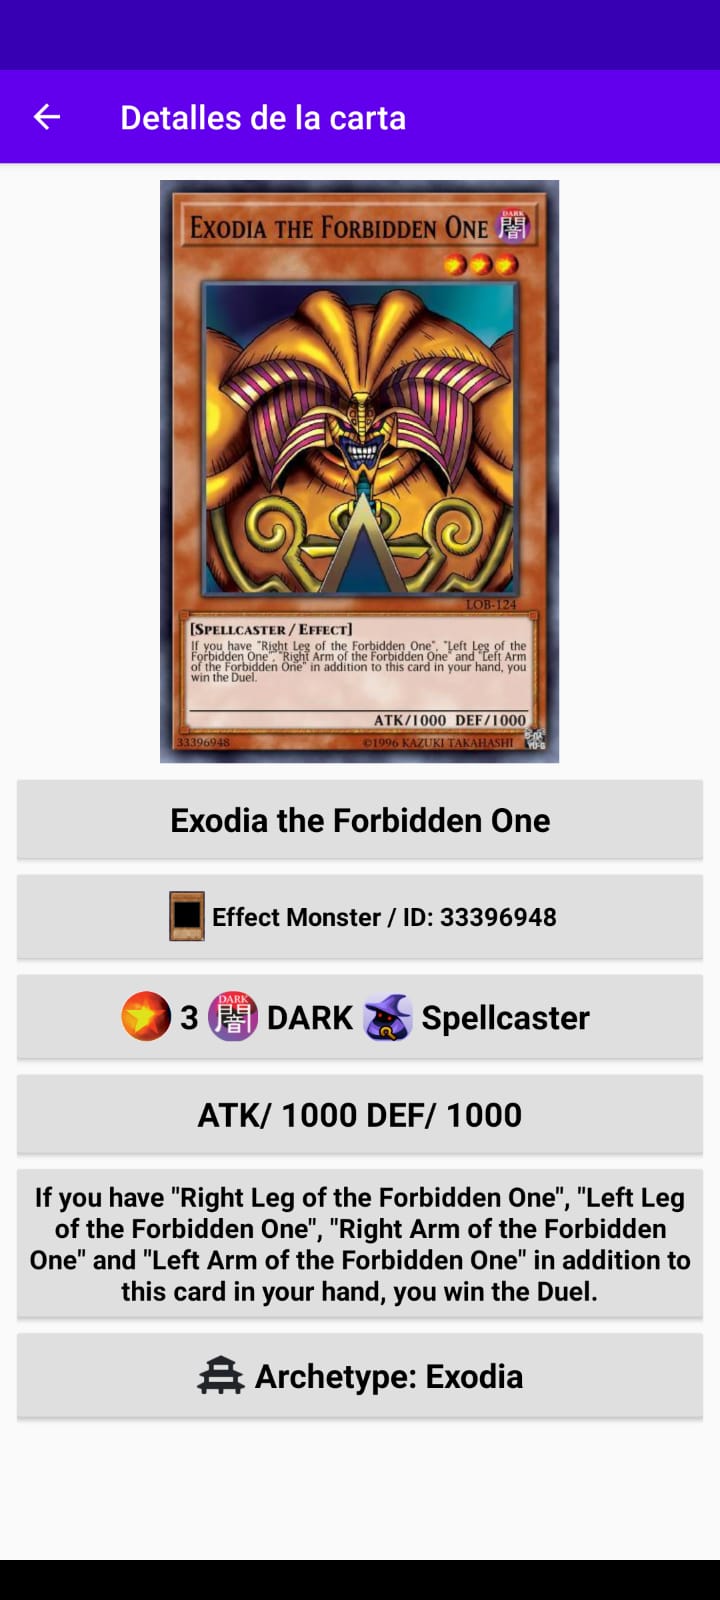 Detalles de la carta
EXODIA THE FORBIDDEN ONE
DARK
闇
LOB-124
[SPELLCASTER / EFFECT]
If you have "Right Leg of the Forbidden One", "Left Leg of the
Forbidden One", "Right Arm of the Forbidden One" and "Left Arm
of the Forbidden One" in addition to this card in your hand, you
win the Duel.
ATK/1000 DEF/1000
33396948 ©1996 KAZUKI TAKAHASHI
Exodia the Forbidden One
Effect Monster / ID: 33396948
3 DARK 闇 DARK Spellcaster
ATK/ 1000 DEF/ 1000
If you have "Right Leg of the Forbidden One", "Left Leg
of the Forbidden One", "Right Arm of the Forbidden
One" and "Left Arm of the Forbidden One" in addition to
this card in your hand, you win the Duel.
Archetype: Exodia